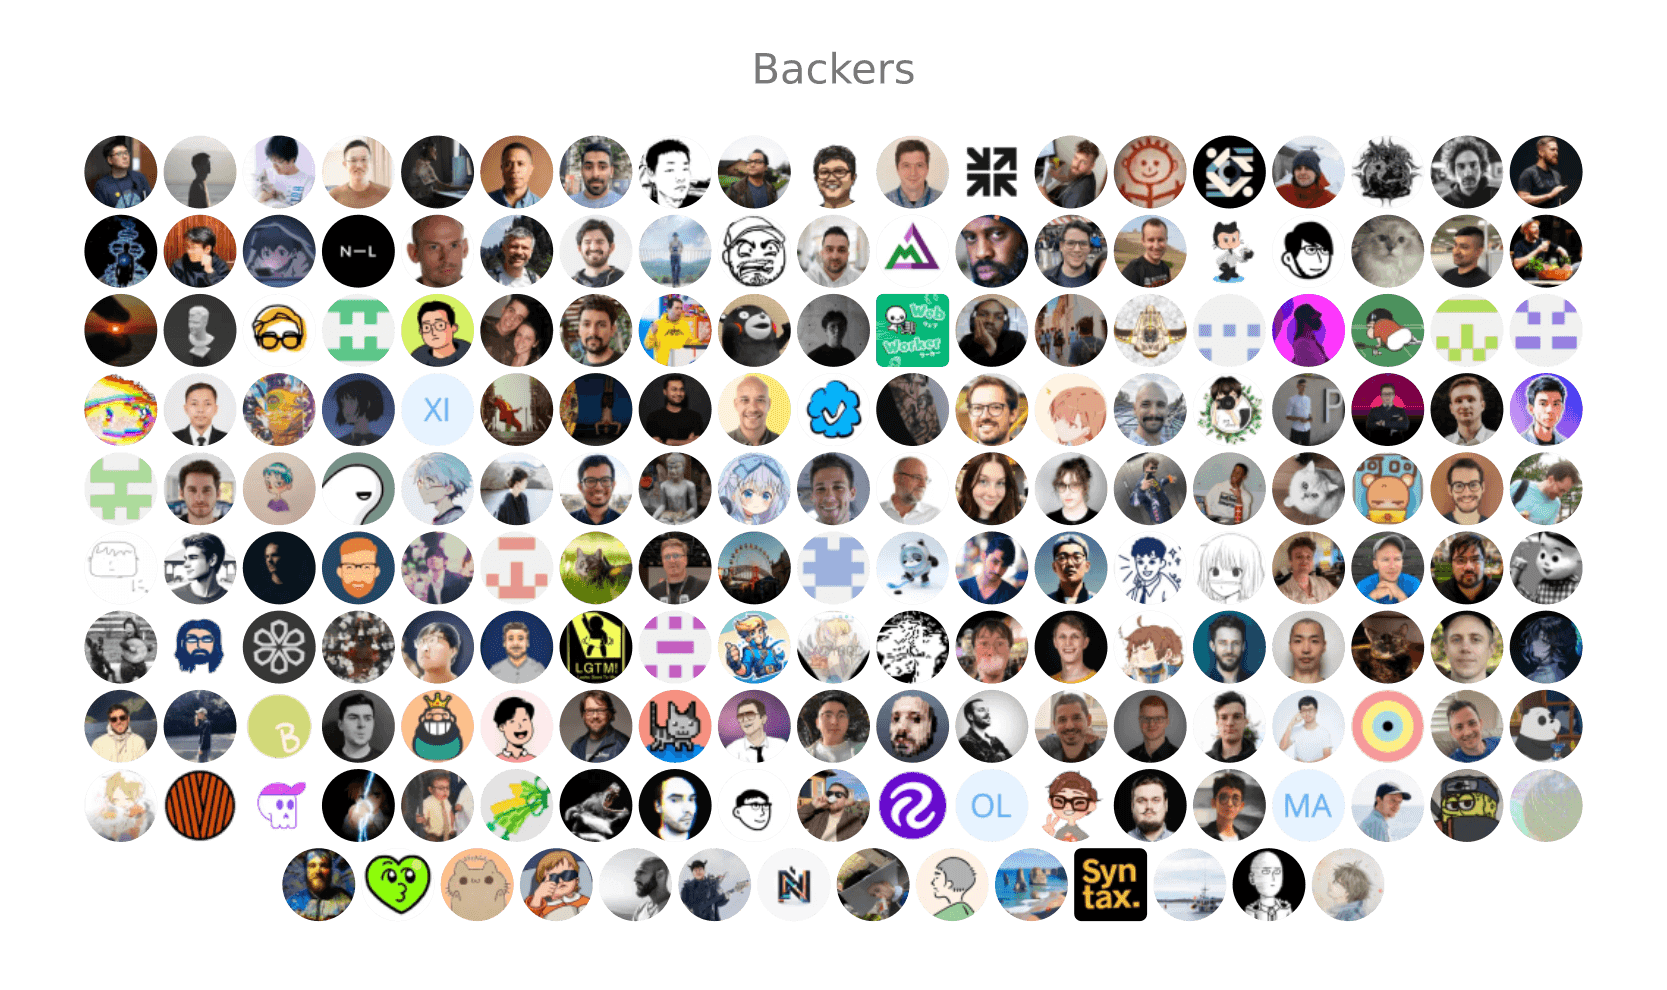 Backers
N—L
Web
Worker
XI
P
LGTM!
B
OL
MA
N
Syn
tax.